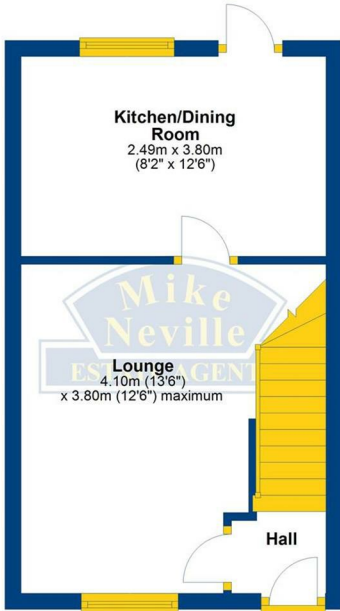 Kitchen/Dining
Room
2.49m x 3.80m
(8'2" x 12'6")
Mike
Neville
ESTATE AGENT
Lounge
4.10m (13'6")
x 3.80m (12'6") maximum
Hall